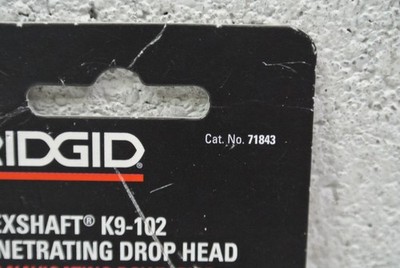 Cat. No. 71843
RIDGID
EXSHAFT® K9-102
NETRATING DROP HEAD